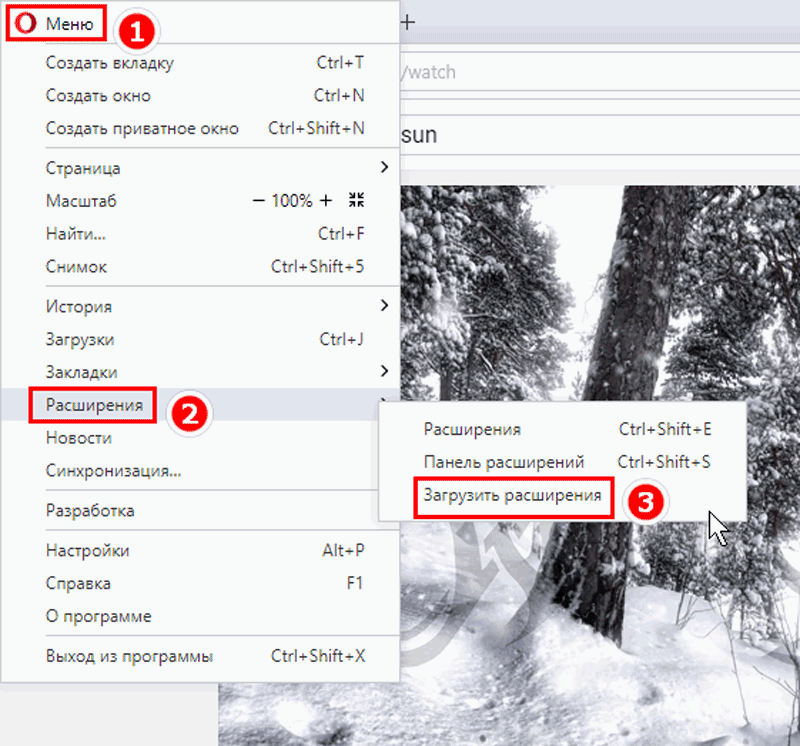 Меню
1
+
Создать вкладку Ctrl+T
/watch
Создать окно Ctrl+N
Создать приватное окно Ctrl+Shift+N
sun
Страница
Масштаб − 100% +
Найти... Ctrl+F
Снимок Ctrl+Shift+5
История
Загрузки Ctrl+J
Закладки
Расширения
2
Расширения Ctrl+Shift+E
Новости
Панель расширений Ctrl+Shift+S
Синхронизация...
Загрузить расширения
3
Разработка
Настройки Alt+P
Справка F1
О программе
Выход из программы Ctrl+Shift+X